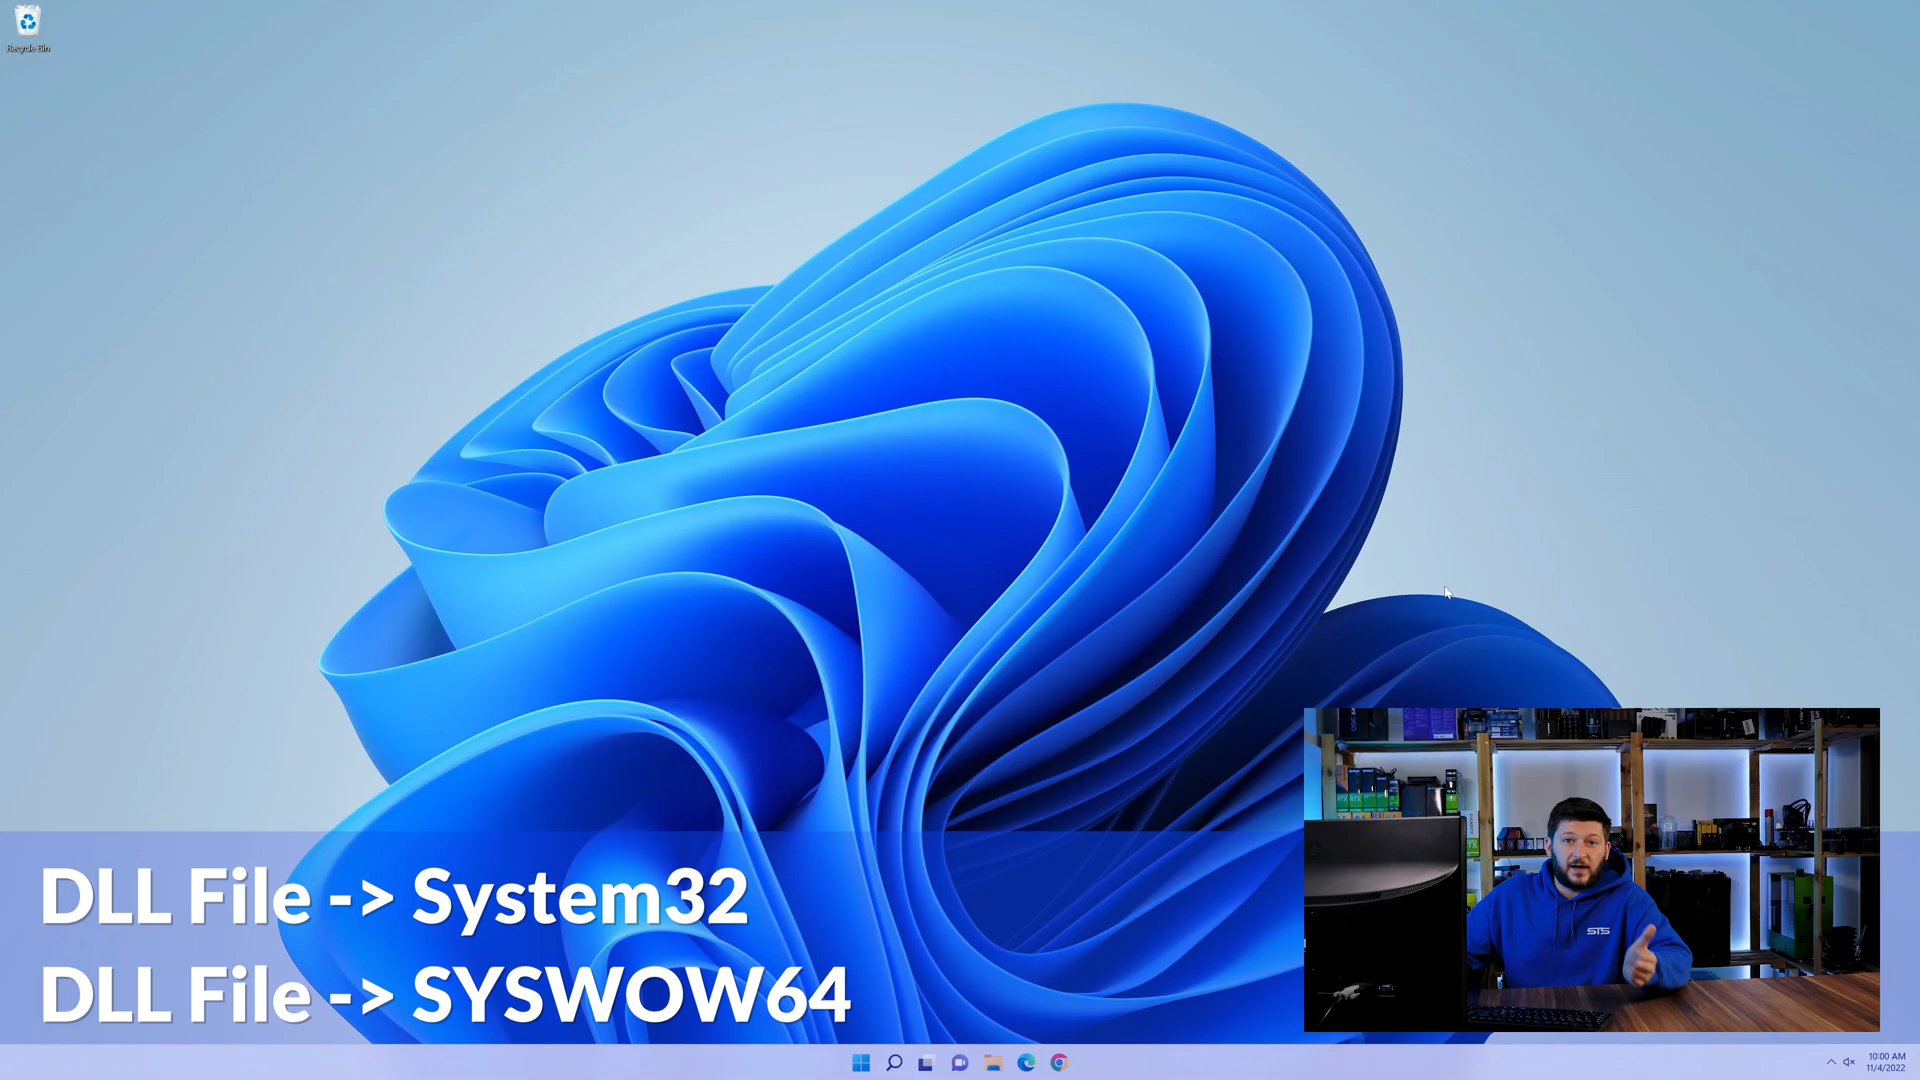 Recycle Bin
DLL File -> System32
DLL File -> SYSWOW64
STS
10:00 AM
11/4/2022